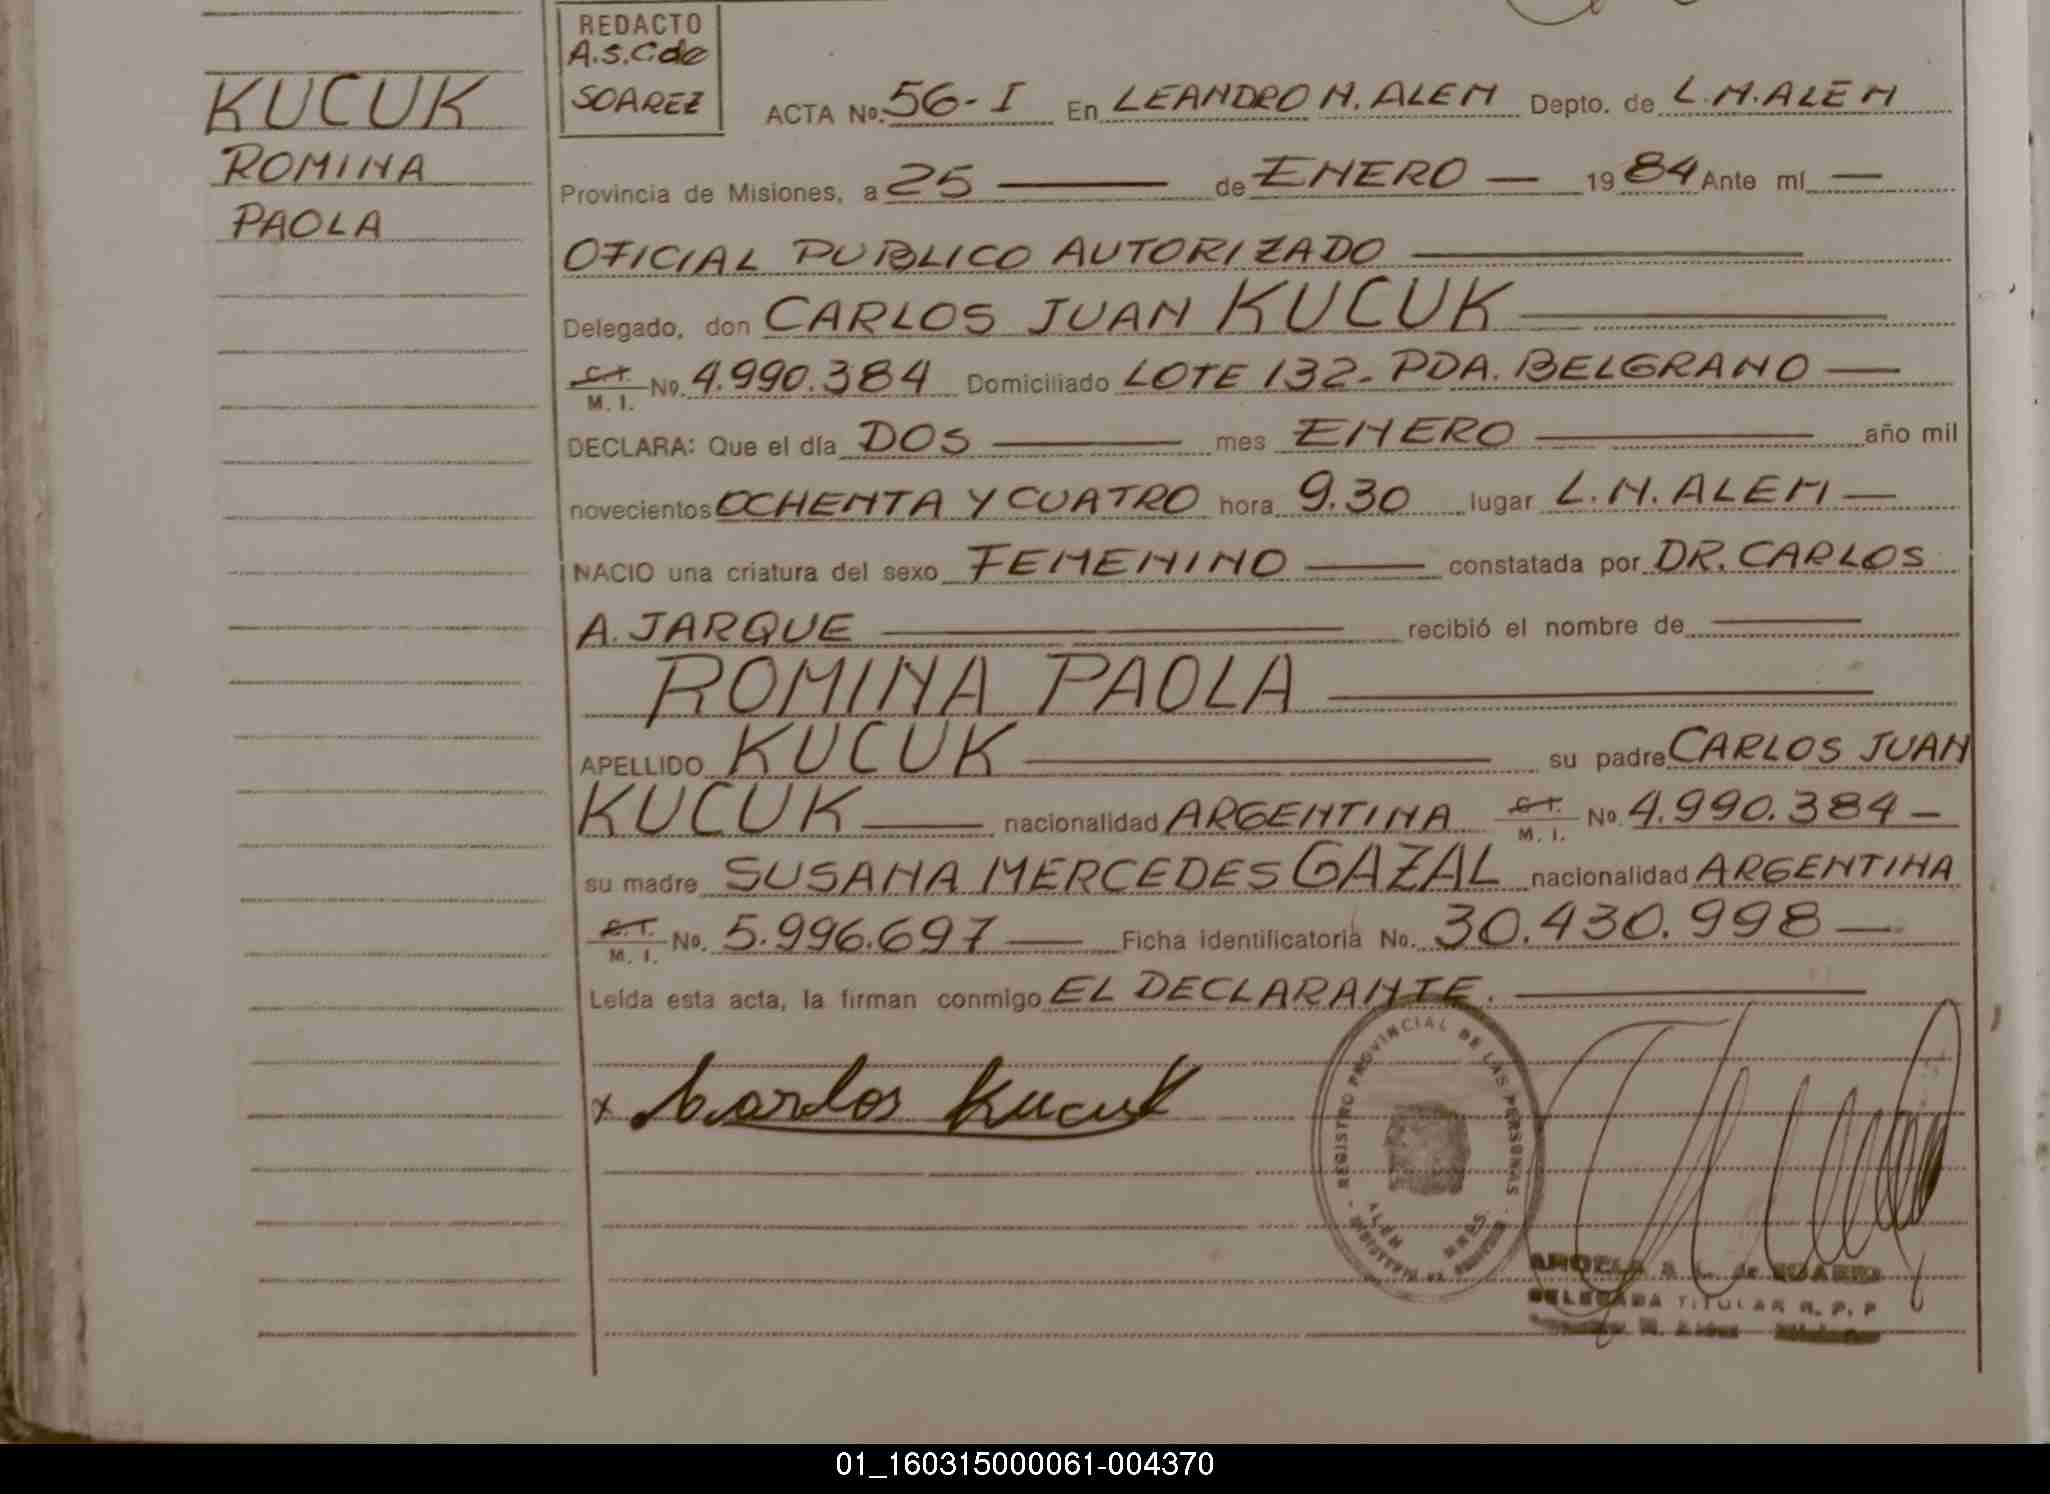 KUCUK
ROMINA
PAOLA
REDACTO
A.S.C de
SOAREZ
ACTA No. 56-I En LEANDRO N. ALEM Depto. de L.N. ALEM
Provincia de Misiones, a 25 — de ENERO — 19 84 Ante mí —
OFICIAL PUBLICO AUTORIZADO —
Delegado, don CARLOS JUAN KUCUK —
C.I. M. I. No. 4.990.384 Domiciliado LOTE 132- PDA. BELGRANO —
DECLARA: Que el día DOS — mes ENERO — año mil
novecientos OCHENTA Y CUATRO hora 9.30 lugar L.N. ALEM —
NACIO una criatura del sexo FEMENINO — constatada por DR. CARLOS
A. JARQUE — recibió el nombre de —
ROMINA PAOLA —
APELLIDO KUCUK — su padre CARLOS JUAN
KUCUK — nacionalidad ARGENTINA C.I. M. I. No. 4.990.384 —
su madre SUSANA MERCEDES GAZAL nacionalidad ARGENTINA
C.I. M. I. No. 5.996.697 — Ficha identificatoria No. 30.430.998 —
Leída esta acta, la firman conmigo EL DECLARANTE. —
x Carlos Kucuk
REGISTRO PROVINCIAL DE LAS PERSONAS
ALEM MNES
DELEGADA TITULAR R. P. P
01_160315000061-004370